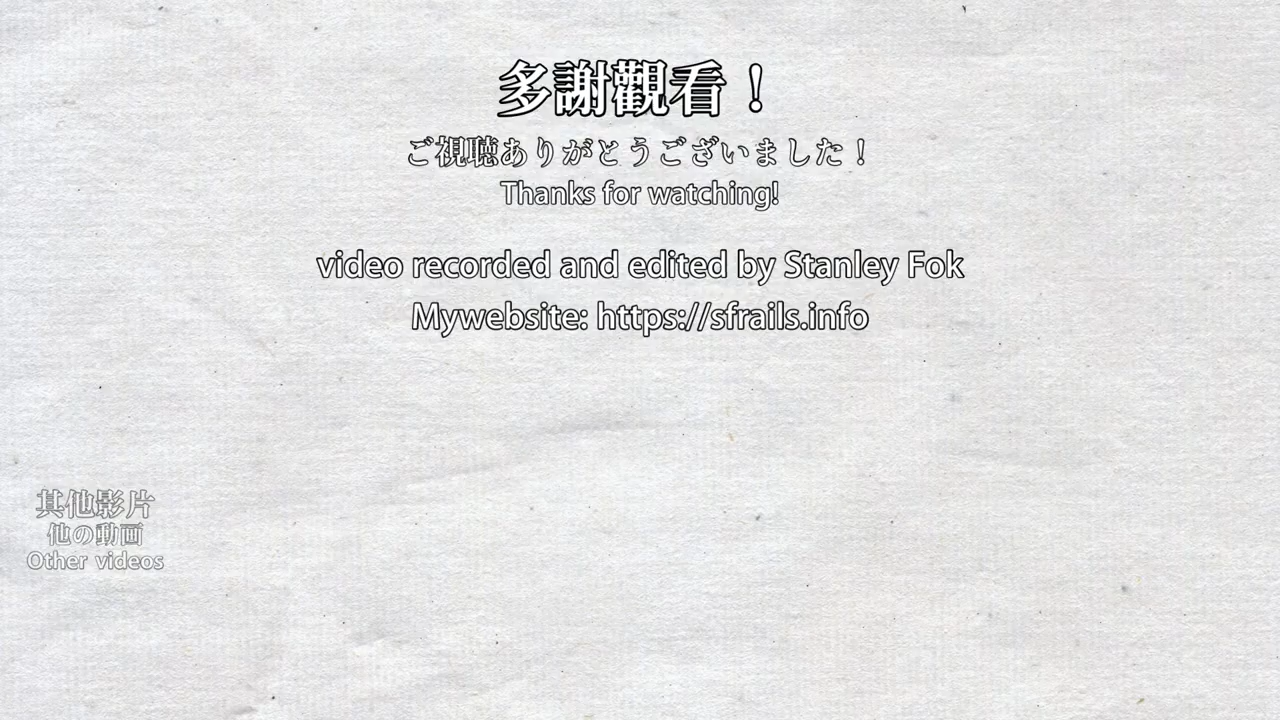 多謝觀看！
ご視聴ありがとうございました！
Thanks for watching!
video recorded and edited by Stanley Fok
Mywebsite: https://sfrails.info
其他影片
他の動画
Other videos